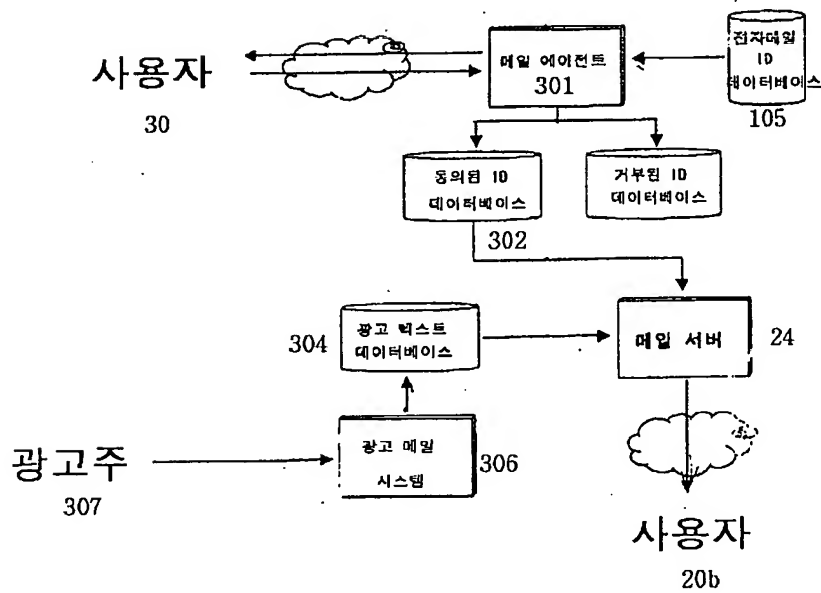 사용자
30
메일 에이전트
301
전자메일
ID
데이터베이스
105
동의된 ID
데이터베이스
거부된 ID
데이터베이스
302
304
광고 텍스트
데이터베이스
메일 서버
24
광고주
307
광고 메일
시스템
306
사용자
20b